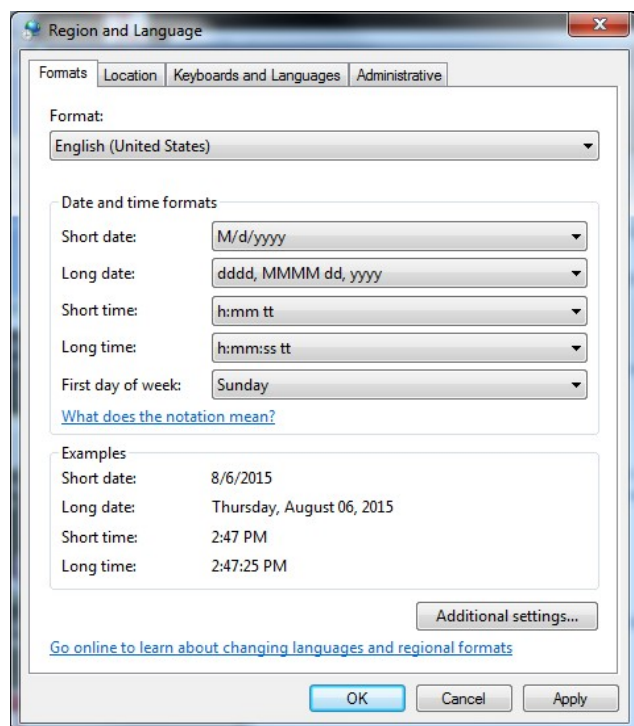 Region and Language
Formats Location Keyboards and Languages Administrative
Format:
English (United States)
Date and time formats
Short date: M/d/yyyy
Long date: dddd, MMMM dd, yyyy
Short time: h:mm tt
Long time: h:mm:ss tt
First day of week: Sunday
What does the notation mean?
Examples
Short date: 8/6/2015
Long date: Thursday, August 06, 2015
Short time: 2:47 PM
Long time: 2:47:25 PM
Additional settings...
Go online to learn about changing languages and regional formats
OK Cancel Apply